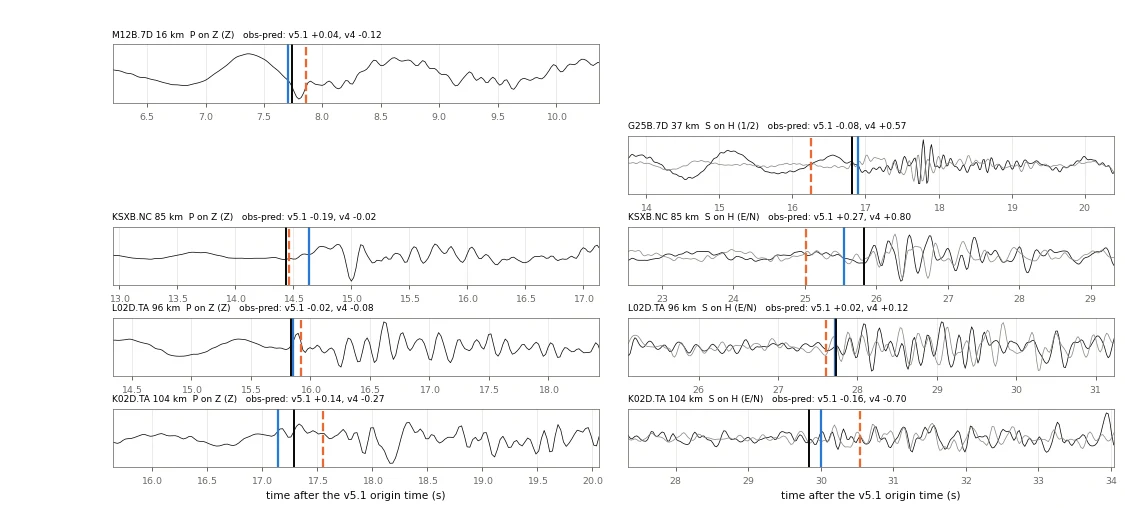 M12B.7D 16 km  P on Z (Z)   obs-pred: v5.1 +0.04, v4 -0.12
6.5 7.0 7.5 8.0 8.5 9.0 9.5 10.0
G25B.7D 37 km  S on H (1/2)   obs-pred: v5.1 -0.08, v4 +0.57
14 15 16 17 18 19 20
KSXB.NC 85 km  P on Z (Z)   obs-pred: v5.1 -0.19, v4 -0.02
13.0 13.5 14.0 14.5 15.0 15.5 16.0 16.5 17.0
KSXB.NC 85 km  S on H (E/N)   obs-pred: v5.1 +0.27, v4 +0.80
23 24 25 26 27 28 29
L02D.TA 96 km  P on Z (Z)   obs-pred: v5.1 -0.02, v4 -0.08
14.5 15.0 15.5 16.0 16.5 17.0 17.5 18.0
L02D.TA 96 km  S on H (E/N)   obs-pred: v5.1 +0.02, v4 +0.12
26 27 28 29 30 31
K02D.TA 104 km  P on Z (Z)   obs-pred: v5.1 +0.14, v4 -0.27
16.0 16.5 17.0 17.5 18.0 18.5 19.0 19.5 20.0
time after the v5.1 origin time (s)
K02D.TA 104 km  S on H (E/N)   obs-pred: v5.1 -0.16, v4 -0.70
28 29 30 31 32 33 34
time after the v5.1 origin time (s)